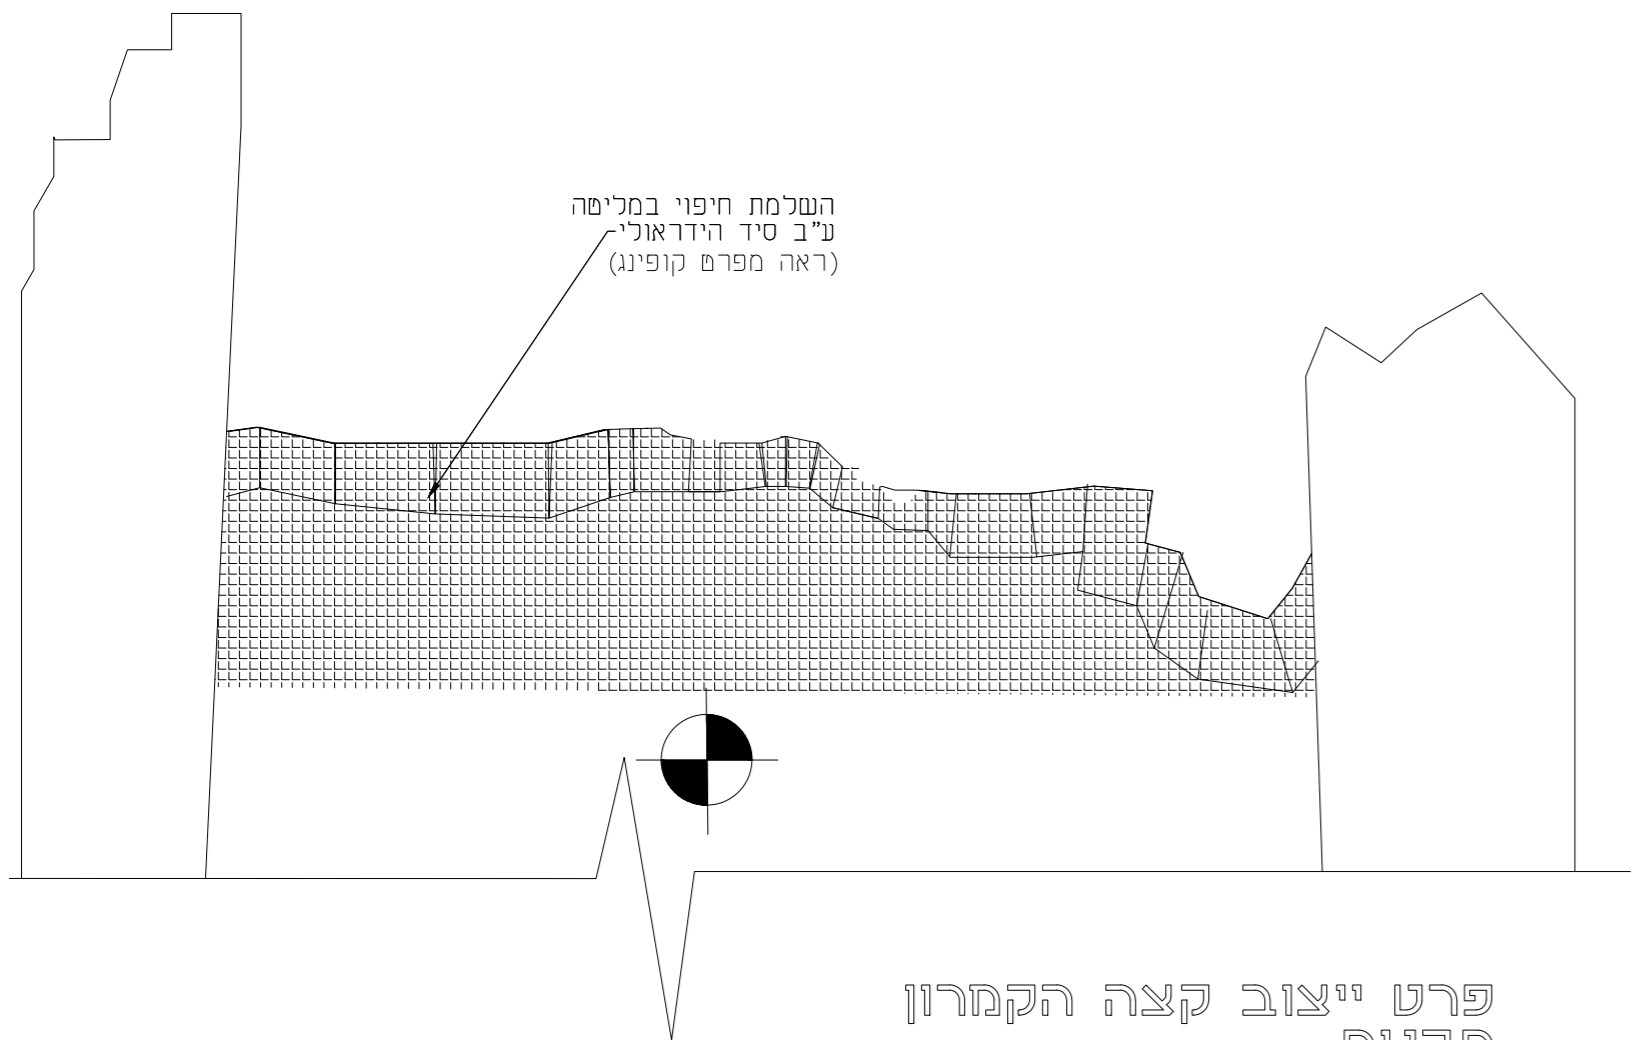 השלמת חיפוי במליטה
ע"ב סיד הידראולי
(ראה מפרט קופינג)
פרט ייצוב קצה הקמרון